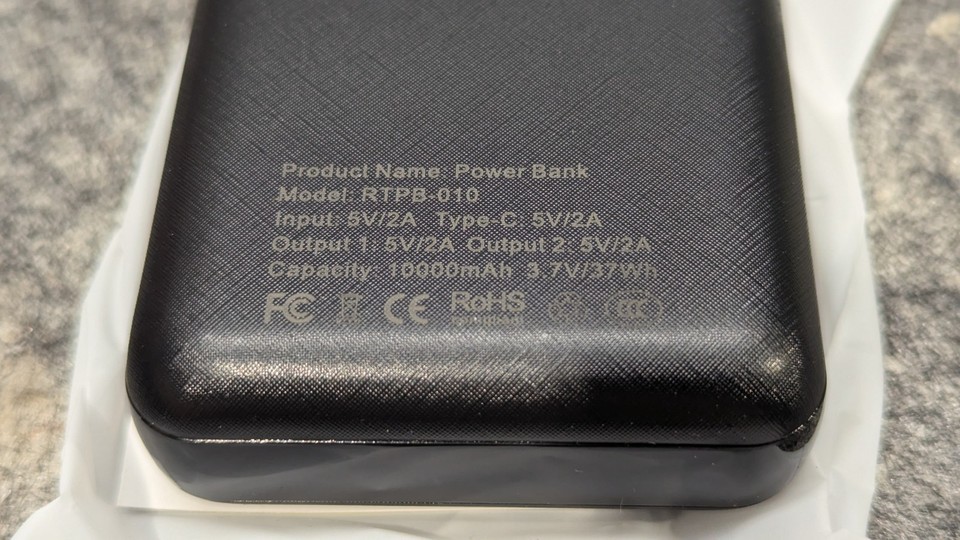 Product Name: Power Bank
Model: RTPB-010
Input: 5V/2A Type-C: 5V/2A
Output 1: 5V/2A Output 2: 5V/2A
Capacity: 10000mAh 3.7V/37Wh
FC CE RoHS CCC